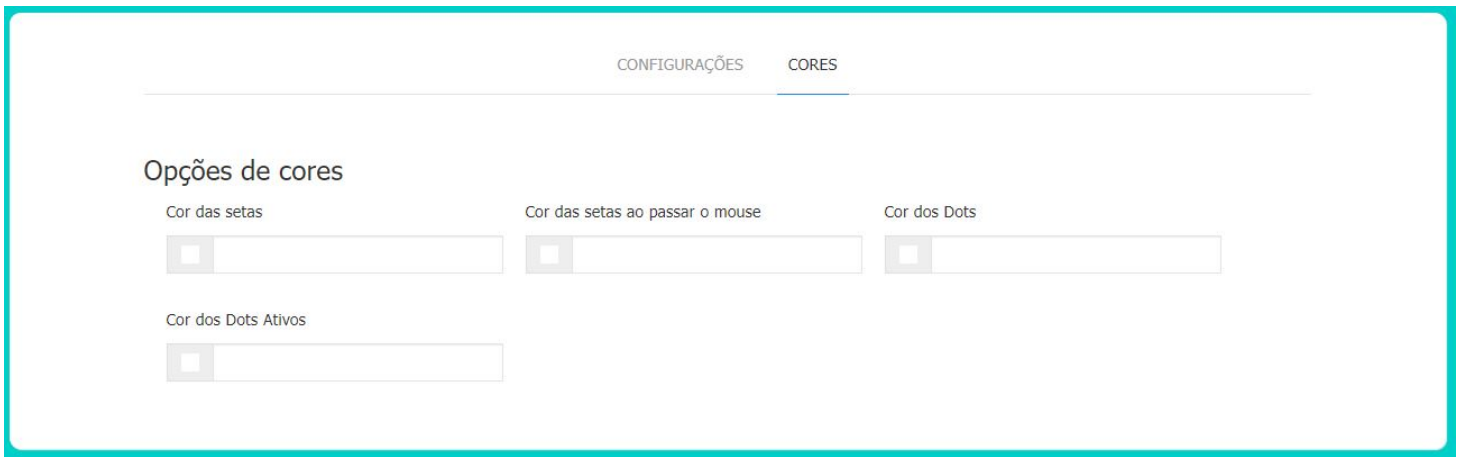 CONFIGURAÇÕES CORES
Opções de cores
Cor das setas Cor das setas ao passar o mouse Cor dos Dots
Cor dos Dots Ativos